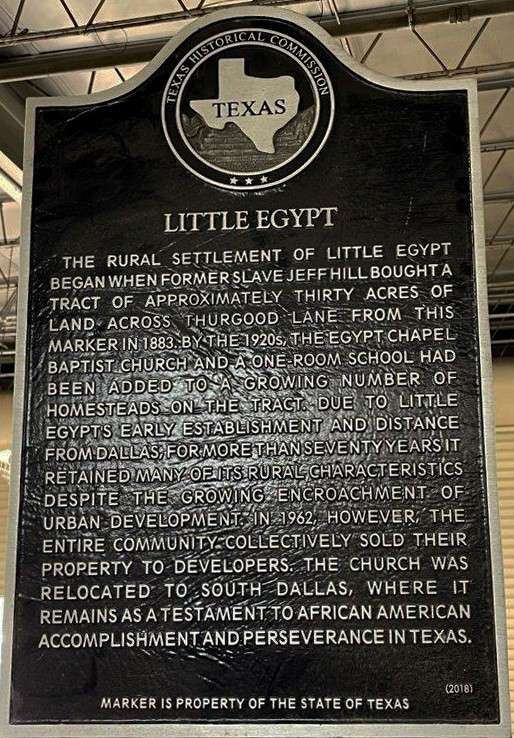 TEXAS HISTORICAL COMMISSION
TEXAS
LITTLE EGYPT
THE RURAL SETTLEMENT OF LITTLE EGYPT
BEGAN WHEN FORMER SLAVE JEFF HILL BOUGHT A
TRACT OF APPROXIMATELY THIRTY ACRES OF
LAND ACROSS THURGOOD LANE FROM THIS
MARKER IN 1883. BY THE 1920s, THE EGYPT CHAPEL
BAPTIST CHURCH AND A ONE-ROOM SCHOOL HAD
BEEN ADDED TO A GROWING NUMBER OF
HOMESTEADS ON THE TRACT. DUE TO LITTLE
EGYPT'S EARLY ESTABLISHMENT AND DISTANCE
FROM DALLAS, FOR MORE THAN SEVENTY YEARS IT
RETAINED MANY OF ITS RURAL CHARACTERISTICS
DESPITE THE GROWING ENCROACHMENT OF
URBAN DEVELOPMENT. IN 1962, HOWEVER, THE
ENTIRE COMMUNITY COLLECTIVELY SOLD THEIR
PROPERTY TO DEVELOPERS. THE CHURCH WAS
RELOCATED TO SOUTH DALLAS, WHERE IT
REMAINS AS A TESTAMENT TO AFRICAN AMERICAN
ACCOMPLISHMENT AND PERSEVERANCE IN TEXAS.
(2018)
MARKER IS PROPERTY OF THE STATE OF TEXAS